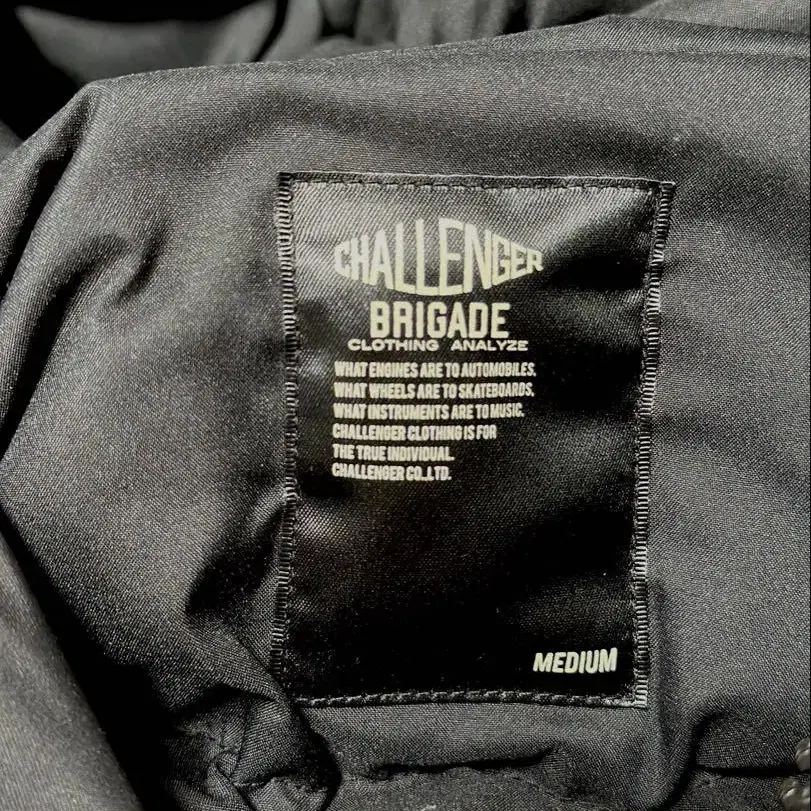 CHALLENGER
BRIGADE
CLOTHING ANALYZE
WHAT ENGINES ARE TO AUTOMOBILES,
WHAT WHEELS ARE TO SKATEBOARDS,
WHAT INSTRUMENTS ARE TO MUSIC.
CHALLENGER CLOTHING IS FOR
THE TRUE INDIVIDUAL.
CHALLENGER CO.,LTD.
MEDIUM